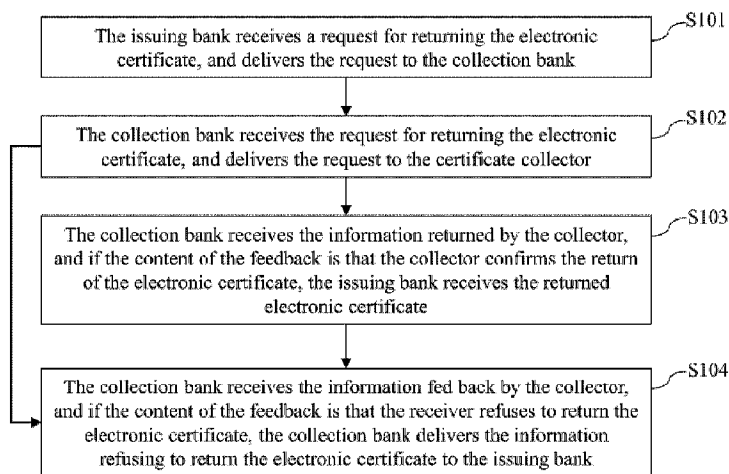 S101
The issuing bank receives a request for returning the electronic
certificate, and delivers the request to the collection bank
S102
The collection bank receives the request for returning the electronic
certificate, and delivers the request to the certificate collector
S103
The collection bank receives the information returned by the collector,
and if the content of the feedback is that the collector confirms the return
of the electronic certificate, the issuing bank receives the returned
electronic certificate
S104
The collection bank receives the information fed back by the collector,
and if the content of the feedback is that the receiver refuses to return the
electronic certificate, the collection bank delivers the information
refusing to return the electronic certificate to the issuing bank